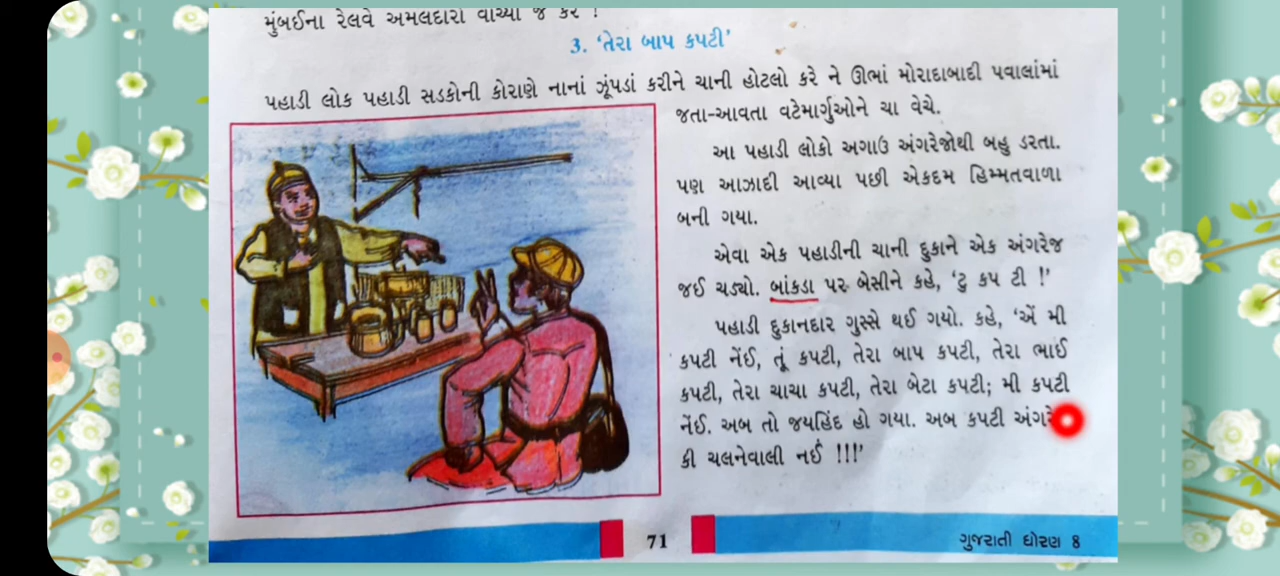 મુંબઈના રેલવે અમલદારો વાંચ્યા જ કરે !
3. ‘તેરા બાપ કપટી’
પહાડી લોક પહાડી સડકોની કોરાણે નાનાં ઝૂંપડાં કરીને ચાની હોટલો કરે ને ઊભાં મોરાદાબાદી પવાલાંમાં
જતા-આવતા વટેમાર્ગુઓને ચા વેચે.
આ પહાડી લોકો અગાઉ અંગરેજોથી બહુ ડરતા.
પણ આઝાદી આવ્યા પછી એકદમ હિમ્મતવાળા
બની ગયા.
એવા એક પહાડીની ચાની દુકાને એક અંગરેજ
જઈ ચડ્યો. બાંકડા પર બેસીને કહે, ‘ટુ કપ ટી !’
પહાડી દુકાનદાર ગુસ્સે થઈ ગયો. કહે, ‘એં મી
કપટી નેંઈ, તૂં કપટી, તેરા બાપ કપટી, તેરા ભાઈ
કપટી, તેરા ચાચા કપટી, તેરા બેટા કપટી; મી કપટી
નેંઈ. અબ તો જયહિંદ હો ગયા. અબ કપટી
કી ચલનેવાલી નઈં !!!’
71
ગુજરાતી ધોરણ 8